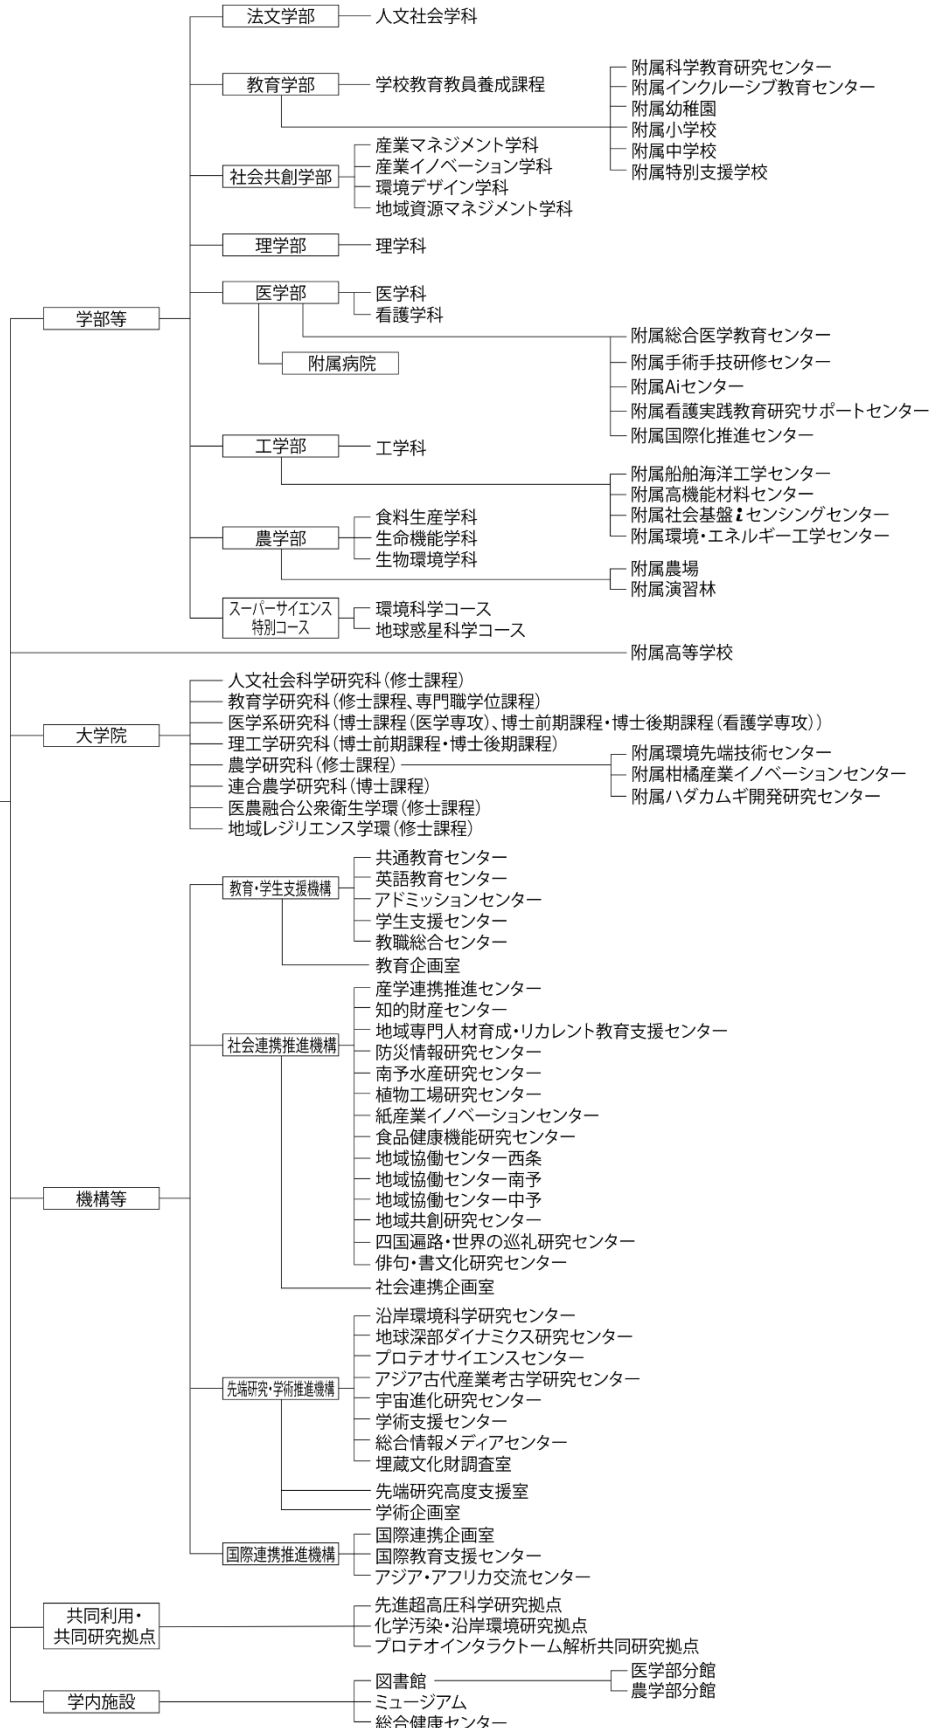 法文学部
人文社会学科
教育学部
学校教育教員養成課程
附属科学教育研究センター
附属インクルーシブ教育センター
附属幼稚園
附属小学校
附属中学校
附属特別支援学校
社会共創学部
産業マネジメント学科
産業イノベーション学科
環境デザイン学科
地域資源マネジメント学科
理学部
理学科
学部等
医学部
医学科
看護学科
附属病院
附属総合医学教育センター
附属手術手技研修センター
附属Aiセンター
附属看護実践教育研究サポートセンター
附属国際化推進センター
工学部
工学科
附属船舶海洋工学センター
附属高機能材料センター
附属社会基盤iセンシングセンター
附属環境・エネルギー工学センター
農学部
食料生産学科
生命機能学科
生物環境学科
附属農場
附属演習林
スーパーサイエンス
特別コース
環境科学コース
地球惑星科学コース
附属高等学校
大学院
人文社会科学研究科(修士課程)
教育学研究科(修士課程、専門職学位課程)
医学系研究科(博士課程(医学専攻)、博士前期課程・博士後期課程(看護学専攻))
理工学研究科(博士前期課程・博士後期課程)
農学研究科(修士課程)
附属環境先端技術センター
附属柑橘産業イノベーションセンター
附属ハダカムギ開発研究センター
連合農学研究科(博士課程)
医農融合公衆衛生学環(修士課程)
地域レジリエンス学環(修士課程)
機構等
教育・学生支援機構
共通教育センター
英語教育センター
アドミッションセンター
学生支援センター
教職総合センター
教育企画室
社会連携推進機構
産学連携推進センター
知的財産センター
地域専門人材育成・リカレント教育支援センター
防災情報研究センター
南予水産研究センター
植物工場研究センター
紙産業イノベーションセンター
食品健康機能研究センター
地域協働センター西条
地域協働センター南予
地域協働センター中予
地域共創研究センター
四国遍路・世界の巡礼研究センター
俳句・書文化研究センター
社会連携企画室
先端研究・学術推進機構
沿岸環境科学研究センター
地球深部ダイナミクス研究センター
プロテオサイエンスセンター
アジア古代産業考古学研究センター
宇宙進化研究センター
学術支援センター
総合情報メディアセンター
埋蔵文化財調査室
先端研究高度支援室
学術企画室
国際連携推進機構
国際連携企画室
国際教育支援センター
アジア・アフリカ交流センター
共同利用・
共同研究拠点
先進超高圧科学研究拠点
化学汚染・沿岸環境研究拠点
プロテオインタラクトーム解析共同研究拠点
学内施設
図書館
医学部分館
農学部分館
ミュージアム
総合健康センター